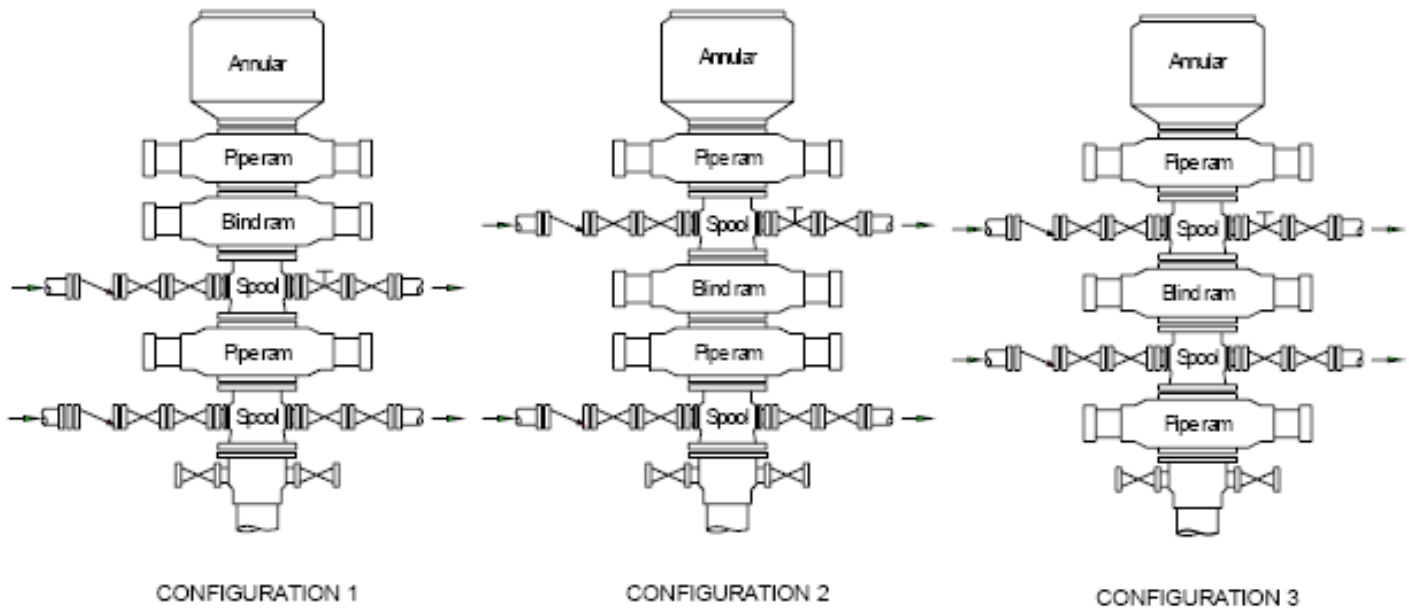 Annular
Pipe ram
Blind ram
Spool
Pipe ram
Spool
CONFIGURATION 1
Annular
Pipe ram
Spool
Blind ram
Pipe ram
Spool
CONFIGURATION 2
Annular
Pipe ram
Spool
Blind ram
Spool
Pipe ram
CONFIGURATION 3